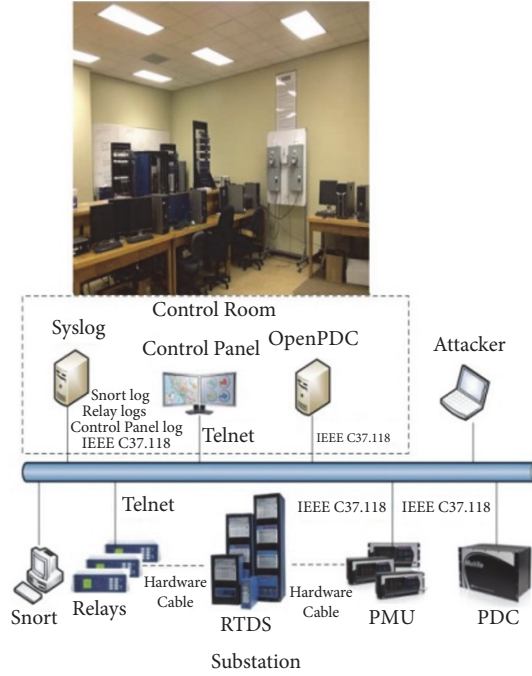 Control Room
Syslog
Control Panel
OpenPDC
Attacker
Snort log
Relay logs
Control Panel log
IEEE C37.118
Telnet
IEEE C37.118
Telnet
IEEE C37.118
IEEE C37.118
Hardware
Cable
Hardware
Cable
Snort
Relays
RTDS
PMU
PDC
Substation